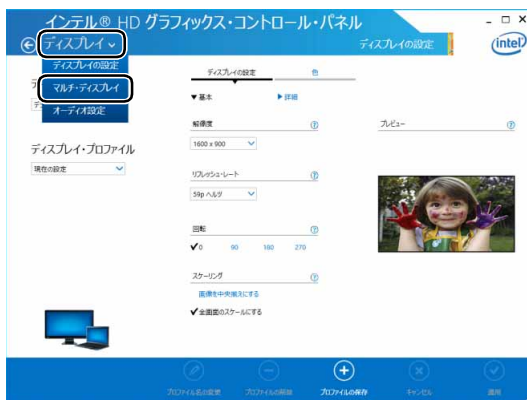 インテル® HD グラフィックス・コントロール・パネル
ディスプレイ
ディスプレイの設定
intel
ディスプレイの設定
マルチ・ディスプレイ
オーディオ設定
ディスプレイ・プロファイル
現在の設定
ディスプレイの設定
色
▼基本
▶詳細
解像度
?
1600 x 900
リフレッシュ・レート
?
59p ヘルツ
回転
?
✔0 90 180 270
スケーリング
?
画像を中央揃えにする
✔全画面のスケールにする
プレビュー
?
プロファイル名の変更
プロファイルの削除
プロファイルの保存
キャンセル
適用